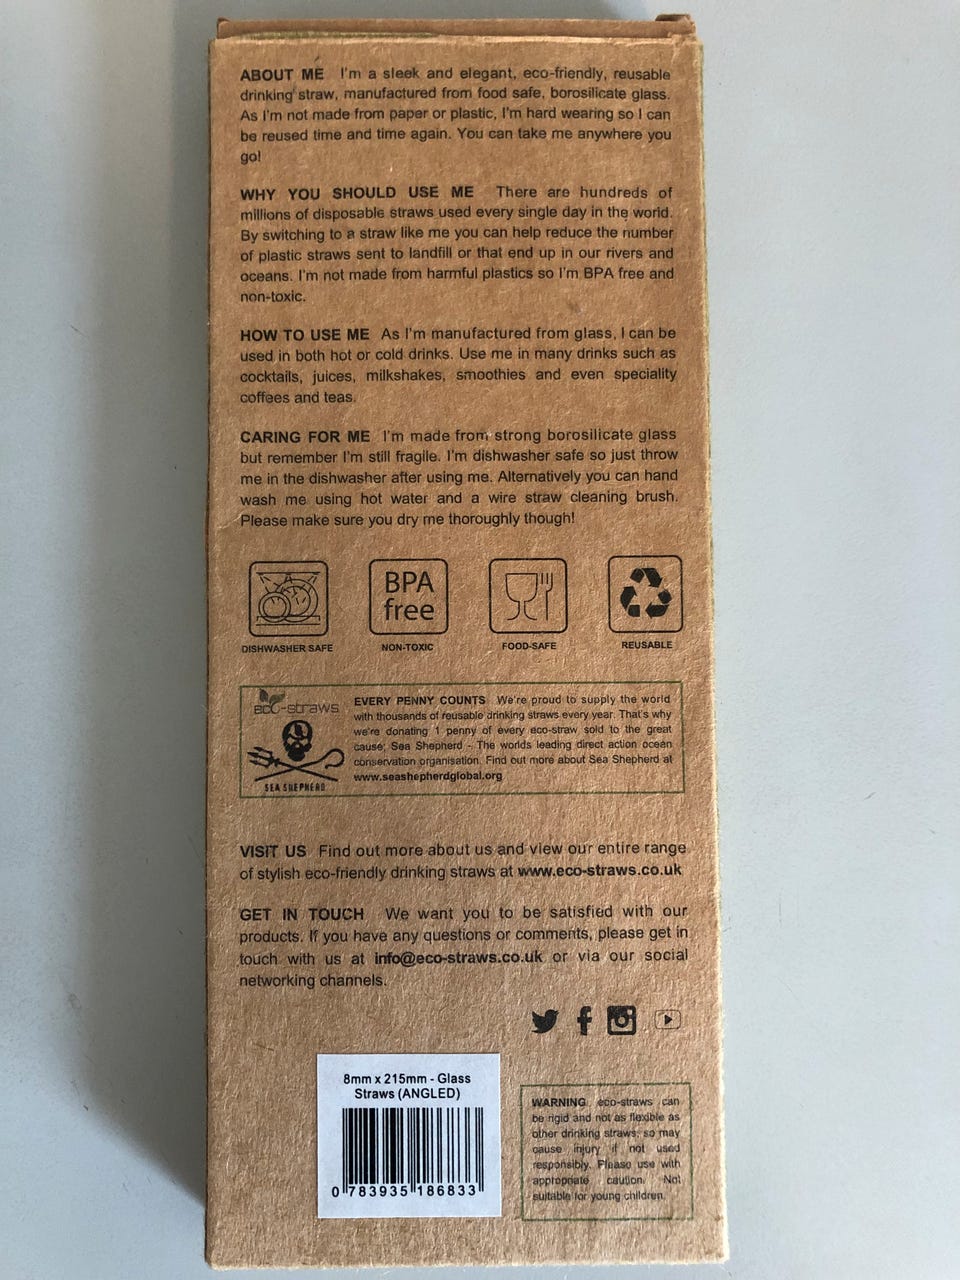 ABOUT ME I'm a sleek and elegant, eco-friendly, reusable
drinking straw, manufactured from food safe, borosilicate glass.
As I'm not made from paper or plastic, I'm hard wearing so I can
be reused time and time again. You can take me anywhere you
go!
WHY YOU SHOULD USE ME There are hundreds of
millions of disposable straws used every single day in the world.
By switching to a straw like me you can help reduce the number
of plastic straws sent to landfill or that end up in our rivers and
oceans. I'm not made from harmful plastics so I'm BPA free and
non-toxic.
HOW TO USE ME As I'm manufactured from glass, I can be
used in both hot or cold drinks. Use me in many drinks such as
cocktails, juices, milkshakes, smoothies and even speciality
coffees and teas.
CARING FOR ME I'm made from strong borosilicate glass
but remember I'm still fragile. I'm dishwasher safe so just throw
me in the dishwasher after using me. Alternatively you can hand
wash me using hot water and a wire straw cleaning brush.
Please make sure you dry me thoroughly though!
BPA
free
DISHWASHER SAFE NON-TOXIC FOOD-SAFE REUSABLE
eco-straws
SEA SHEPHERD
EVERY PENNY COUNTS We're proud to supply the world
with thousands of reusable drinking straws every year. That's why
we're donating 1 penny of every eco-straw sold to the great
cause; Sea Shepherd - The worlds leading direct action ocean
conservation organisation. Find out more about Sea Shepherd at
www.seashepherdglobal.org
VISIT US Find out more about us and view our entire range
of stylish eco-friendly drinking straws at www.eco-straws.co.uk
GET IN TOUCH We want you to be satisfied with our
products. If you have any questions or comments, please get in
touch with us at info@eco-straws.co.uk or via our social
networking channels.
8mm x 215mm - Glass
Straws (ANGLED)
0 783935 186833
WARNING eco-straws can
be rigid and not as flexible as
other drinking straws, so may
cause injury if not used
responsibly. Please use with
appropriate caution. Not
suitable for young children.